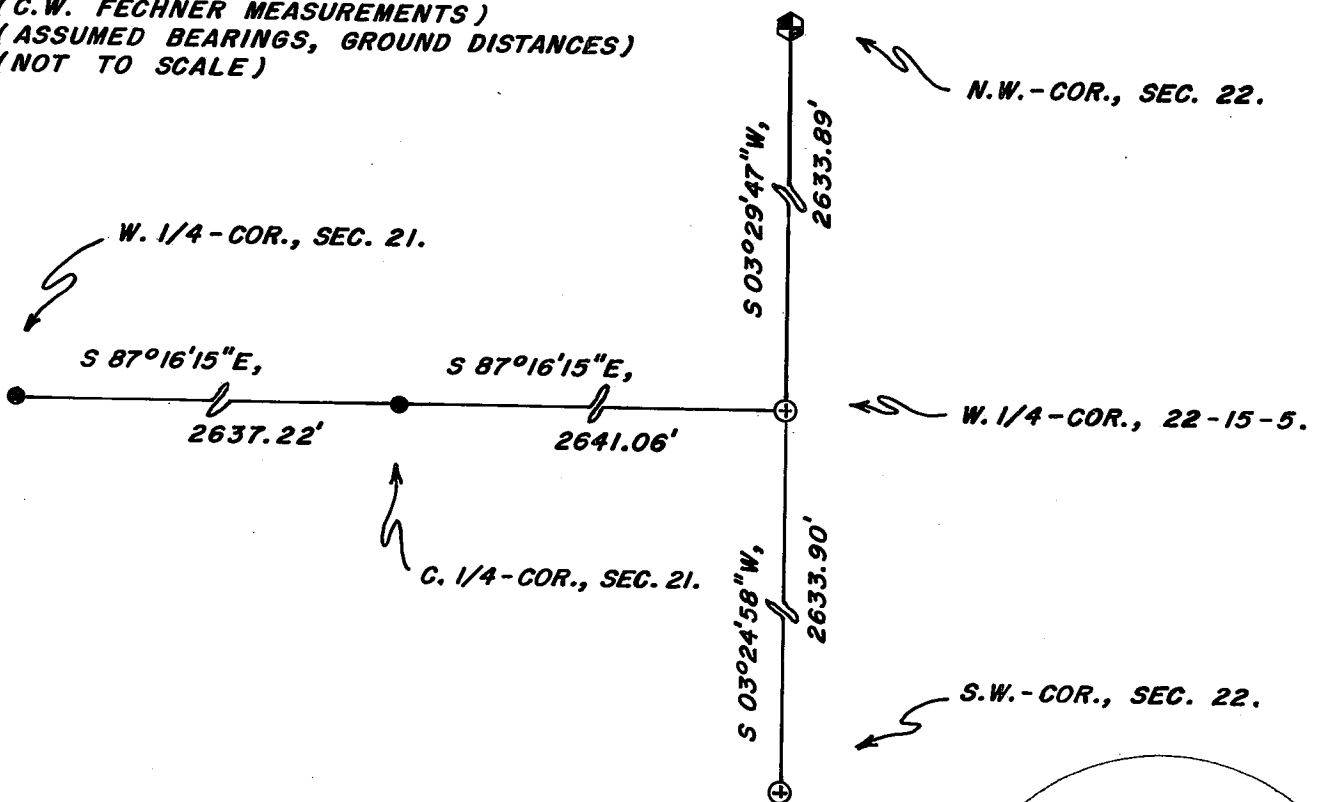 (C.W. FECHNER MEASUREMENTS)
(ASSUMED BEARINGS, GROUND DISTANCES)
(NOT TO SCALE)
N.W.-COR., SEC. 22.
S 03°29'47"W,
2633.89'
W. 1/4-COR., SEC. 21.
S 87°16'15"E,
2637.22'
S 87°16'15"E,
2641.06'
W. 1/4-COR., 22-15-5.
C. 1/4-COR., SEC. 21.
S 03°24'58"W,
2633.90'
S.W.-COR., SEC. 22.